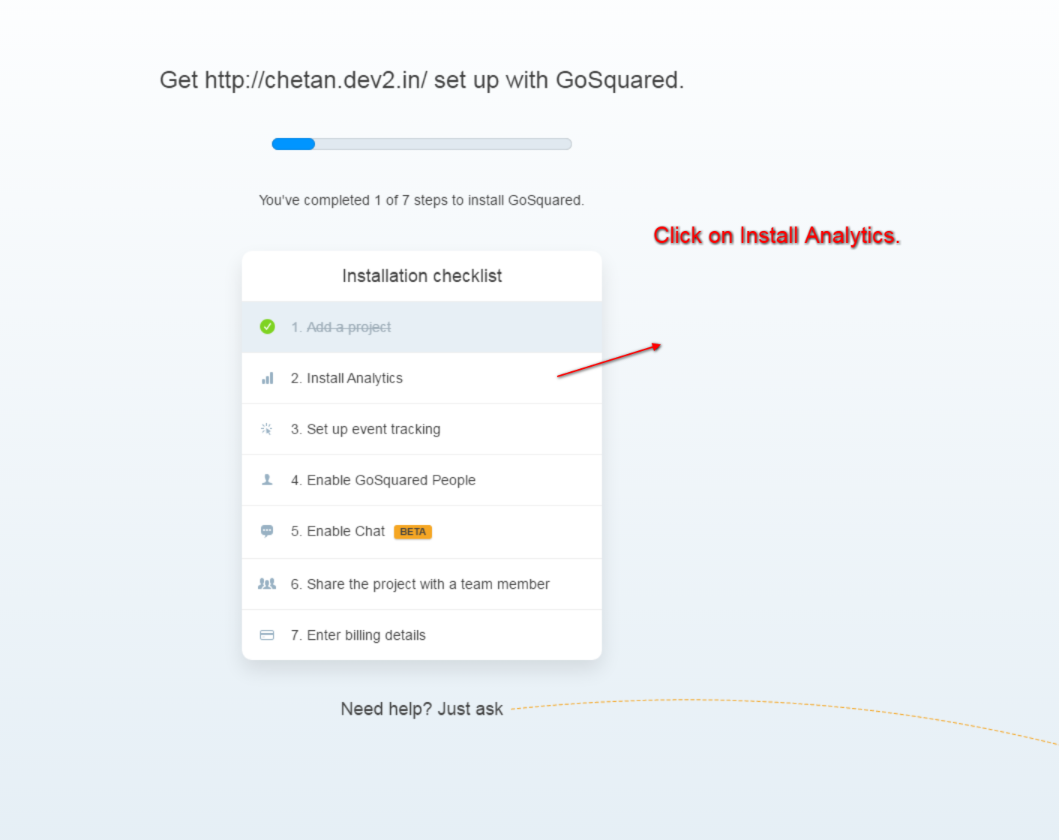 Get http://chetan.dev2.in/ set up with GoSquared.
You've completed 1 of 7 steps to install GoSquared.
Click on Install Analytics.
Installation checklist
1. Add a project
2. Install Analytics
3. Set up event tracking
4. Enable GoSquared People
5. Enable Chat BETA
6. Share the project with a team member
7. Enter billing details
Need help? Just ask